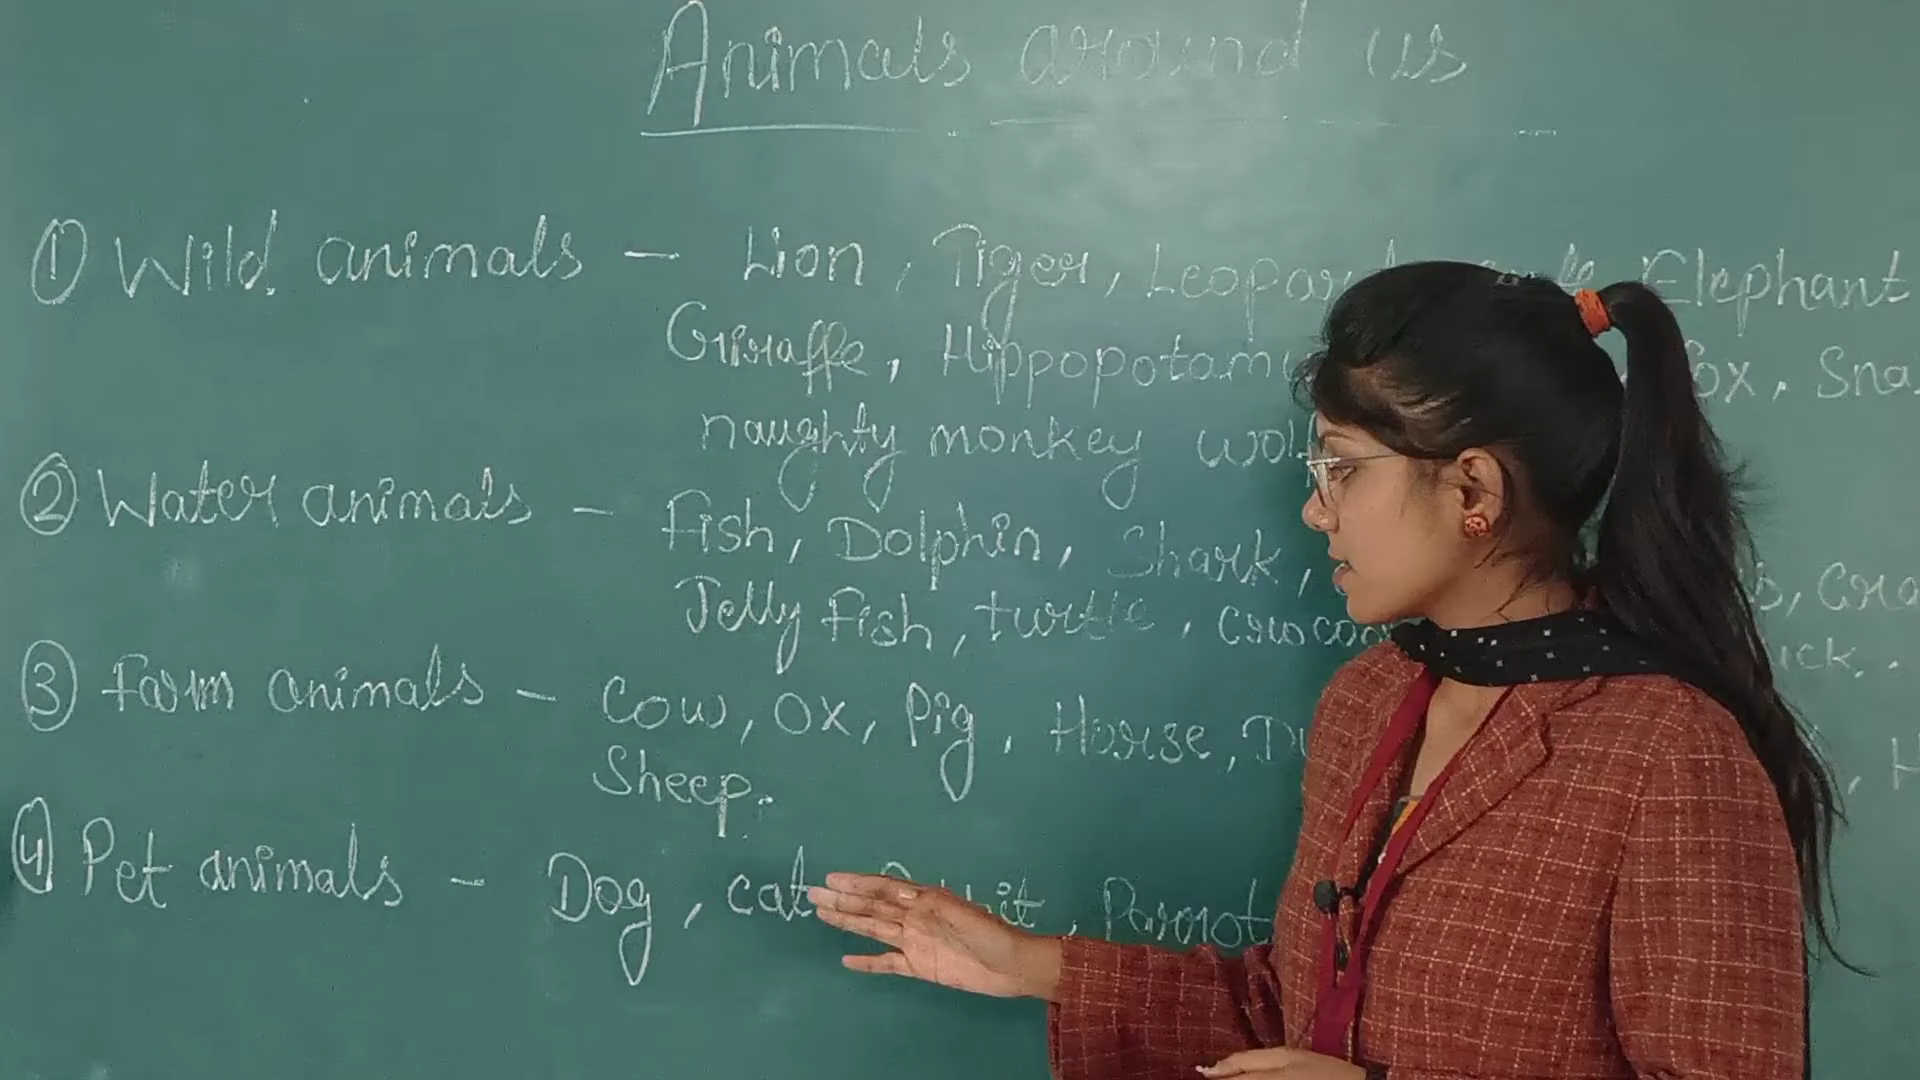 Animals around us
① Wild animals - Lion, Tiger, Leopard Elephant
Giraffe, Hippopotamu ox, Sna
naughty monkey wolf
② Water animals - Fish, Dolphin, Shark,
Jelly Fish, turtle, crocod
③ Farm animals - Cow, OX, Pig, Horse, Du
Sheep.
④ Pet animals - Dog, cat Parrot